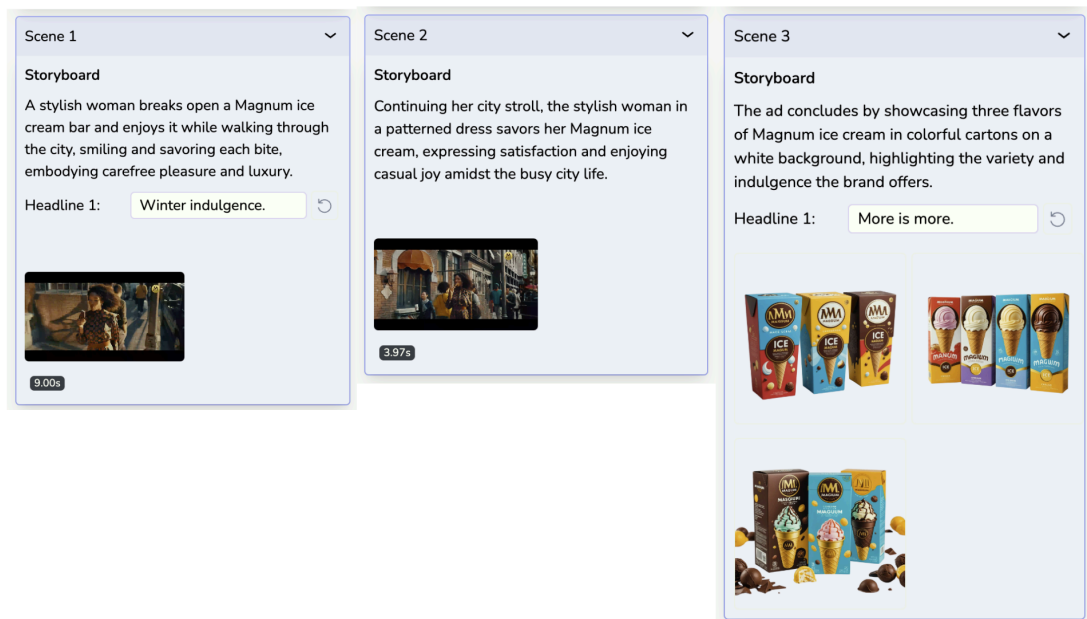 Scene 1
Storyboard
A stylish woman breaks open a Magnum ice
cream bar and enjoys it while walking through
the city, smiling and savoring each bite,
embodying carefree pleasure and luxury.
Headline 1:
Winter indulgence.
9.00s
Scene 2
Storyboard
Continuing her city stroll, the stylish woman in
a patterned dress savors her Magnum ice
cream, expressing satisfaction and enjoying
casual joy amidst the busy city life.
3.97s
Scene 3
Storyboard
The ad concludes by showcasing three flavors
of Magnum ice cream in colorful cartons on a
white background, highlighting the variety and
indulgence the brand offers.
Headline 1:
More is more.
ICE
ICE
ICE